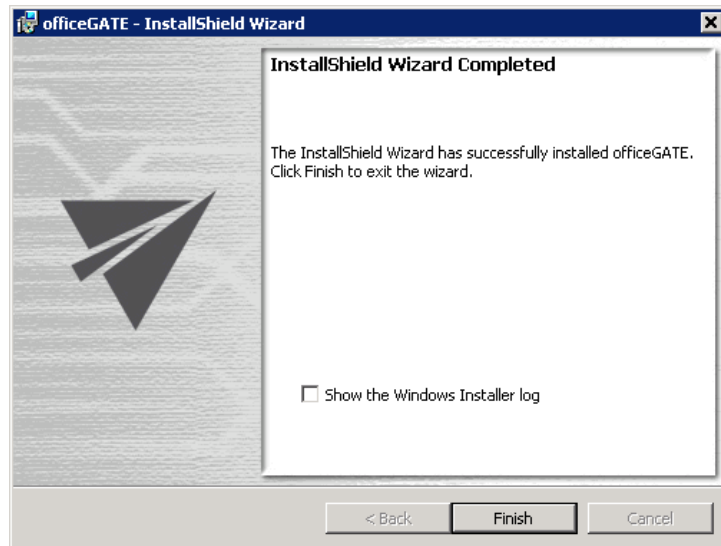 officeGATE - InstallShield Wizard
InstallShield Wizard Completed
The InstallShield Wizard has successfully installed officeGATE.
Click Finish to exit the wizard.
Show the Windows Installer log
< Back
Finish
Cancel